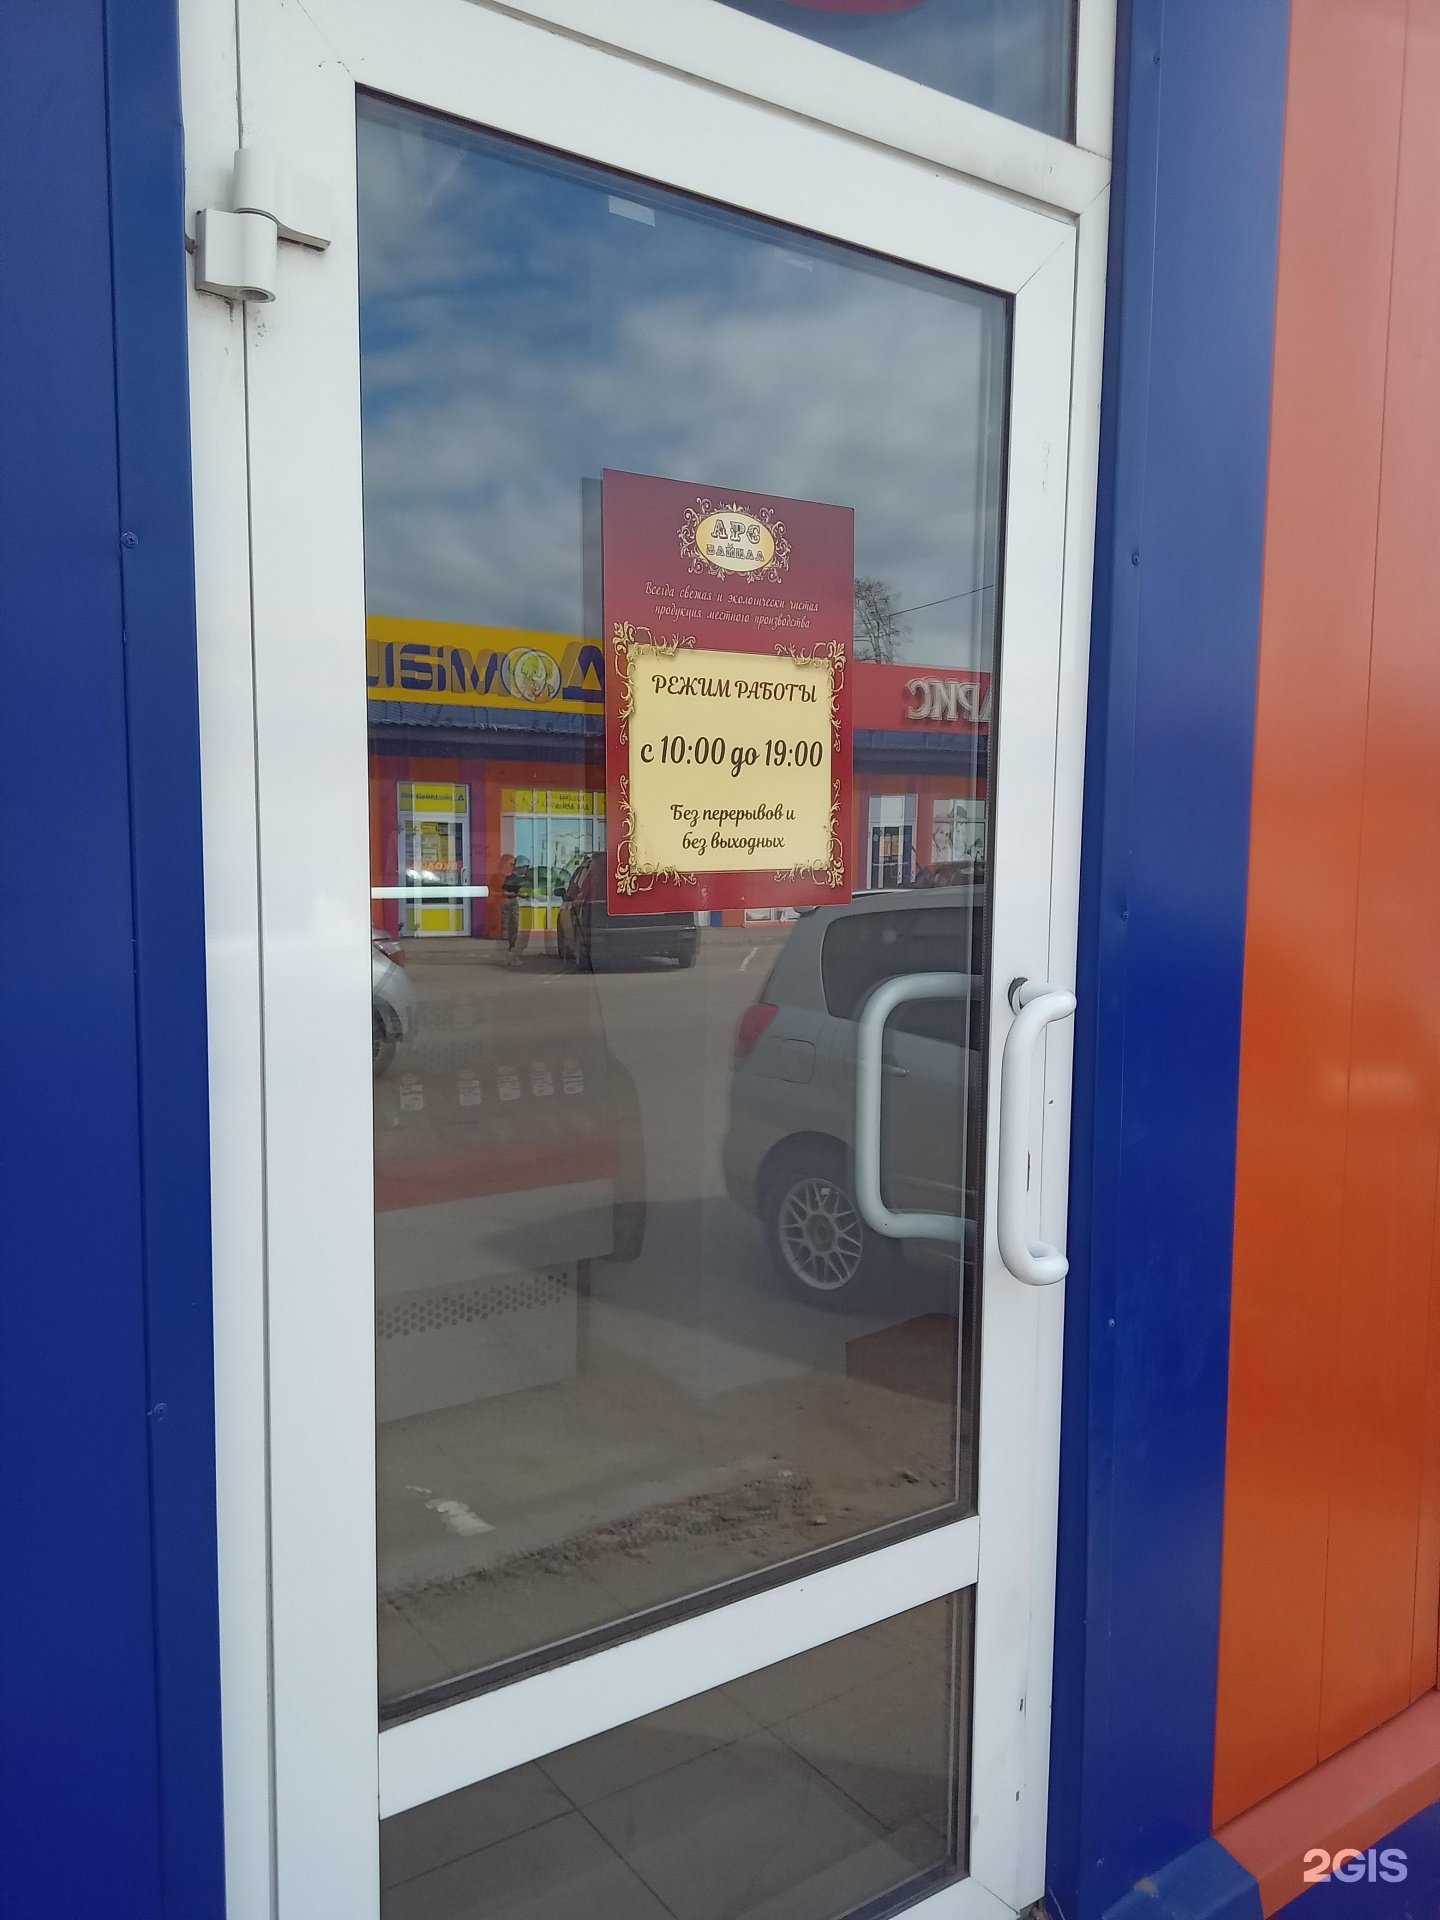 АРС
БАЙКАЛ
Всегда свежая и экологически чистая
продукция местного производства
РЕЖИМ РАБОТЫ
с 10:00 до 19:00
Без перерывов и
без выходных
2GIS